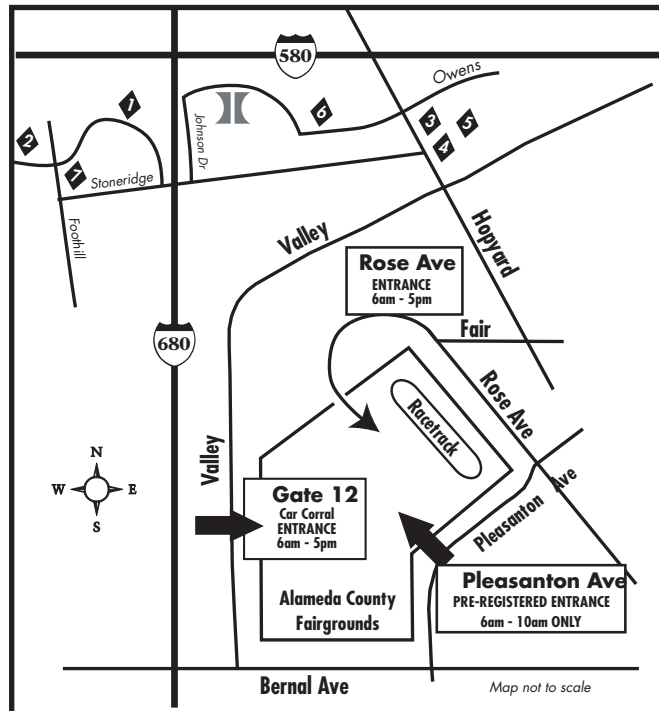 580
Owens
1
2
7
6
3
5
4
Johnson Dr
Stoneridge
Foothill
Valley
Hopyard
Rose Ave
ENTRANCE
6am - 5pm
Fair
680
Rose Ave
Racetrack
Valley
N
W
E
S
Gate 12
Car Corral
ENTRANCE
6am - 5pm
Pleasanton Ave
Pleasanton Ave
PRE-REGISTERED ENTRANCE
6am - 10am ONLY
Alameda County
Fairgrounds
Bernal Ave
Map not to scale